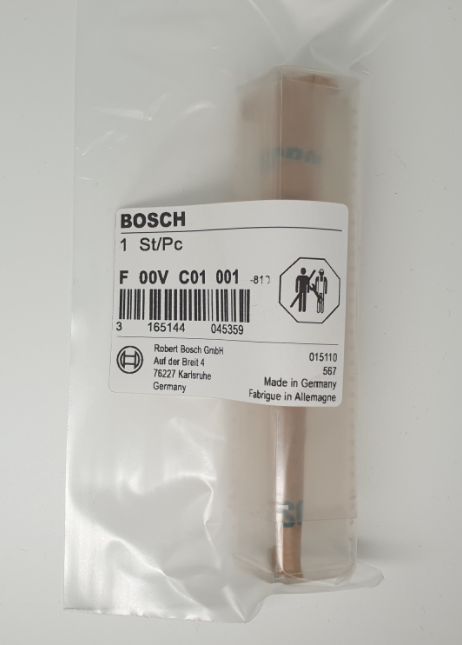 BOSCH
1 St/Pc
F 00V C01 001
3 165144 045359
Robert Bosch GmbH
Auf der Breit 4
76227 Karlsruhe
Germany
015110
567
Made in Germany
Fabrique en Allemagne